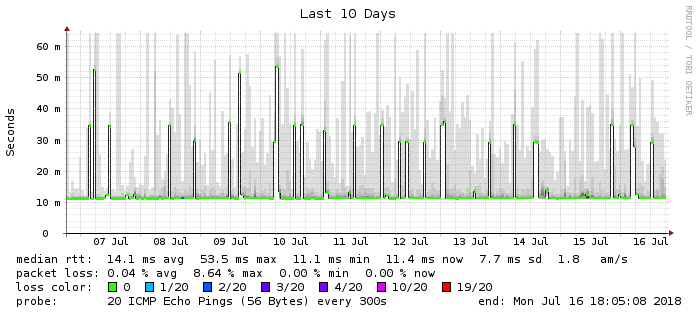 Last 10 Days
RRDTOOL / TOBI OETIKER
Seconds
60 m
50 m
40 m
30 m
20 m
10 m
0
07 Jul 08 Jul 09 Jul 10 Jul 11 Jul 12 Jul 13 Jul 14 Jul 15 Jul 16 Jul
median rtt: 14.1 ms avg 53.5 ms max 11.1 ms min 11.4 ms now 7.7 ms sd 1.8 am/s
packet loss: 0.04 % avg 8.64 % max 0.00 % min 0.00 % now
loss color: 0 1/20 2/20 3/20 4/20 10/20 19/20
probe: 20 ICMP Echo Pings (56 Bytes) every 300s end: Mon Jul 16 18:05:08 2018